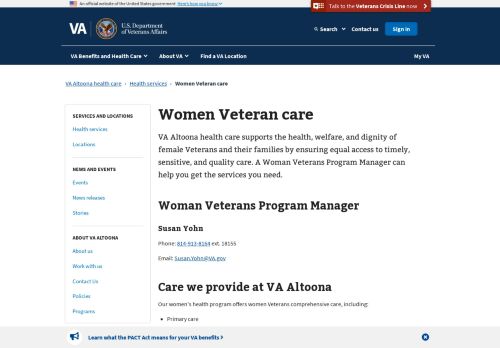 An official website of the United States government Here's how you know
Talk to the Veterans Crisis Line now
VA
U.S. Department
of Veterans Affairs
Search
Contact us
Sign in
VA Benefits and Health Care
About VA
Find a VA Location
My VA
VA Altoona health care › Health services › Women Veteran care
SERVICES AND LOCATIONS
Health services
Locations
NEWS AND EVENTS
Events
News releases
Stories
ABOUT VA ALTOONA
About us
Work with us
Contact Us
Policies
Programs
Women Veteran care
VA Altoona health care supports the health, welfare, and dignity of
female Veterans and their families by ensuring equal access to timely,
sensitive, and quality care. A Woman Veterans Program Manager can
help you get the services you need.
Woman Veterans Program Manager
Susan Yohn
Phone: 814-913-8164 ext. 18155
Email: Susan.Yohn@VA.gov
Care we provide at VA Altoona
Our women's health program offers women Veterans comprehensive care, including:
• Primary care
Learn what the PACT Act means for your VA benefits >